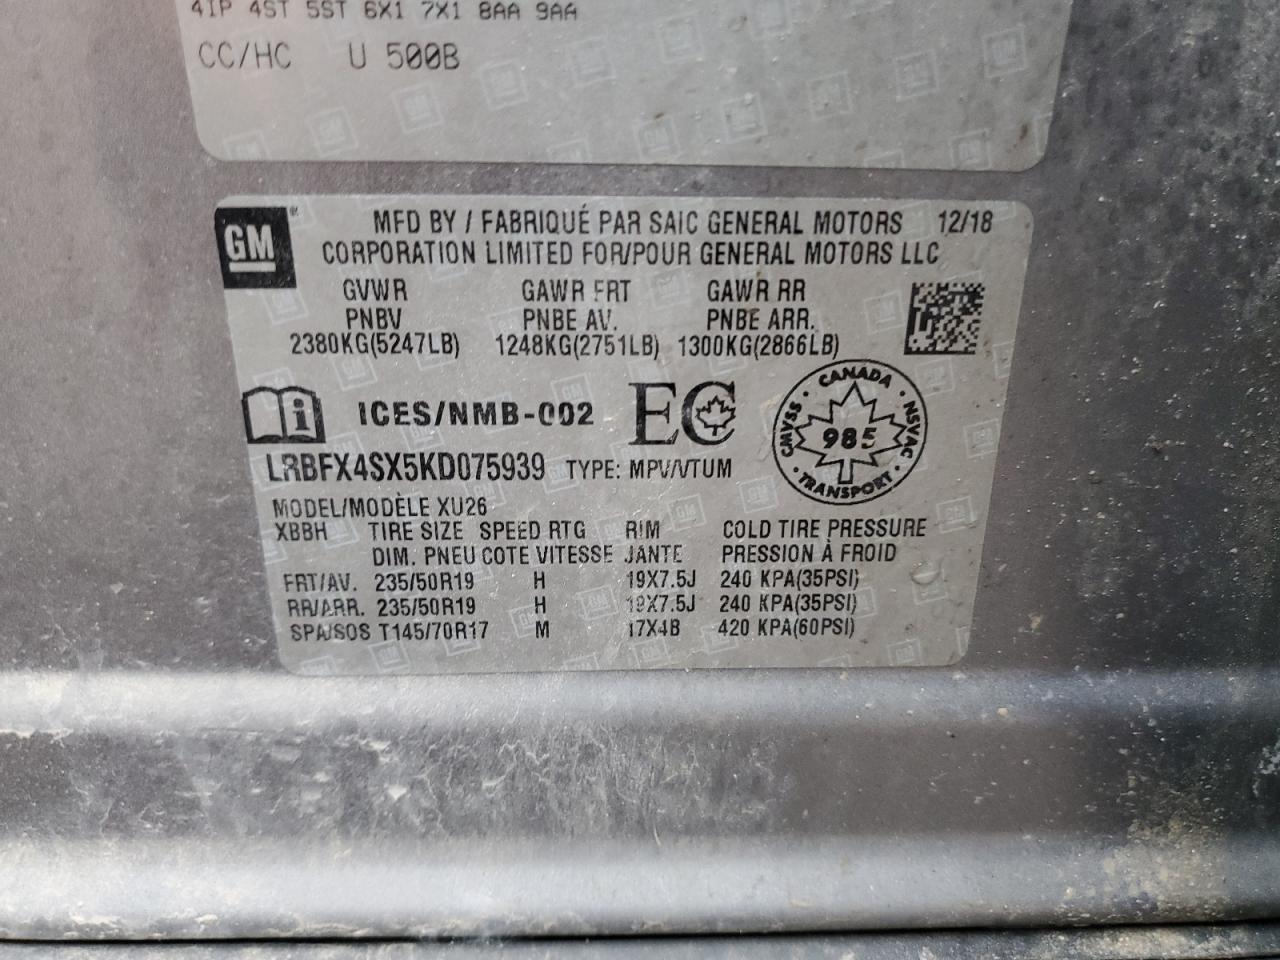 4IP 4ST 5ST 6X1 7X1 8AA 9AA
CC/HC U 500B
GM
MFD BY / FABRIQUÉ PAR SAIC GENERAL MOTORS 12/18
CORPORATION LIMITED FOR/POUR GENERAL MOTORS LLC
GVWR GAWR FRT GAWR RR
PNBV PNBE AV. PNBE ARR.
2380KG(5247LB) 1248KG(2751LB) 1300KG(2866LB)
ICES/NMB-002 EC
CANADA CMVSS 985 NSVAC TRANSPORT
LRBFX4SX5KD075939 TYPE: MPV/VTUM
MODEL/MODÈLE XU26
XBBH TIRE SIZE SPEED RTG RIM COLD TIRE PRESSURE
DIM. PNEU COTE VITESSE JANTE PRESSION À FROID
FRT/AV. 235/50R19 H 19X7.5J 240 KPA(35PSI)
RR/ARR. 235/50R19 H 19X7.5J 240 KPA(35PSI)
SPA/SOS T145/70R17 M 17X4B 420 KPA(60PSI)